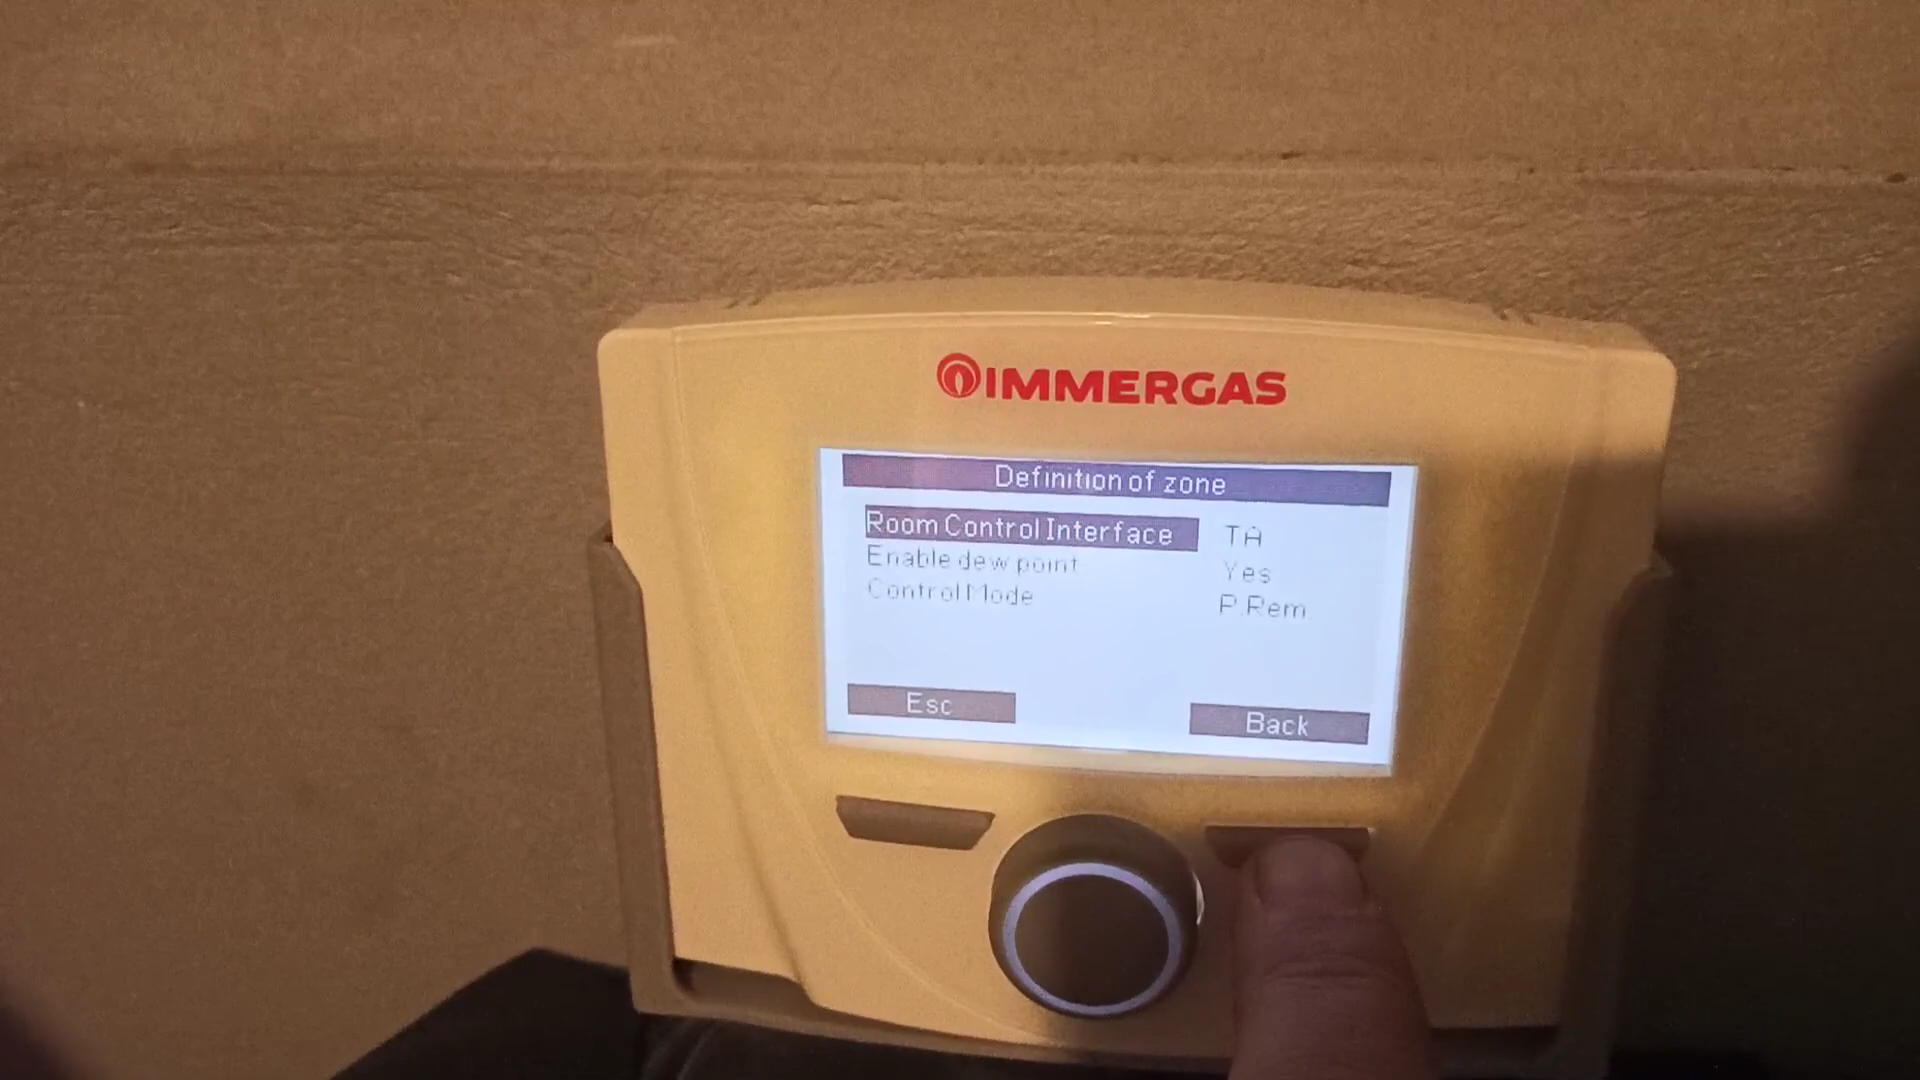 IMMERGAS
Definition of zone
Room Control Interface TA
Enable dew point Yes
Control Mode P.Rem
Esc Back